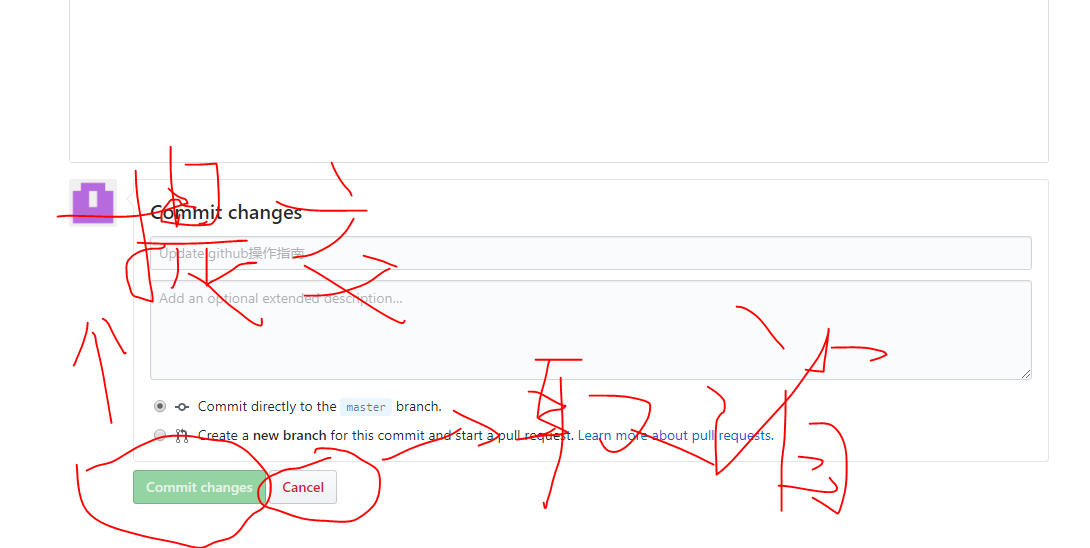 Commit changes
Update github操作指南
Add an optional extended description...
Commit directly to the master branch.
Create a new branch for this commit and start a pull request. Learn more about pull requests.
Commit changes
Cancel
取消